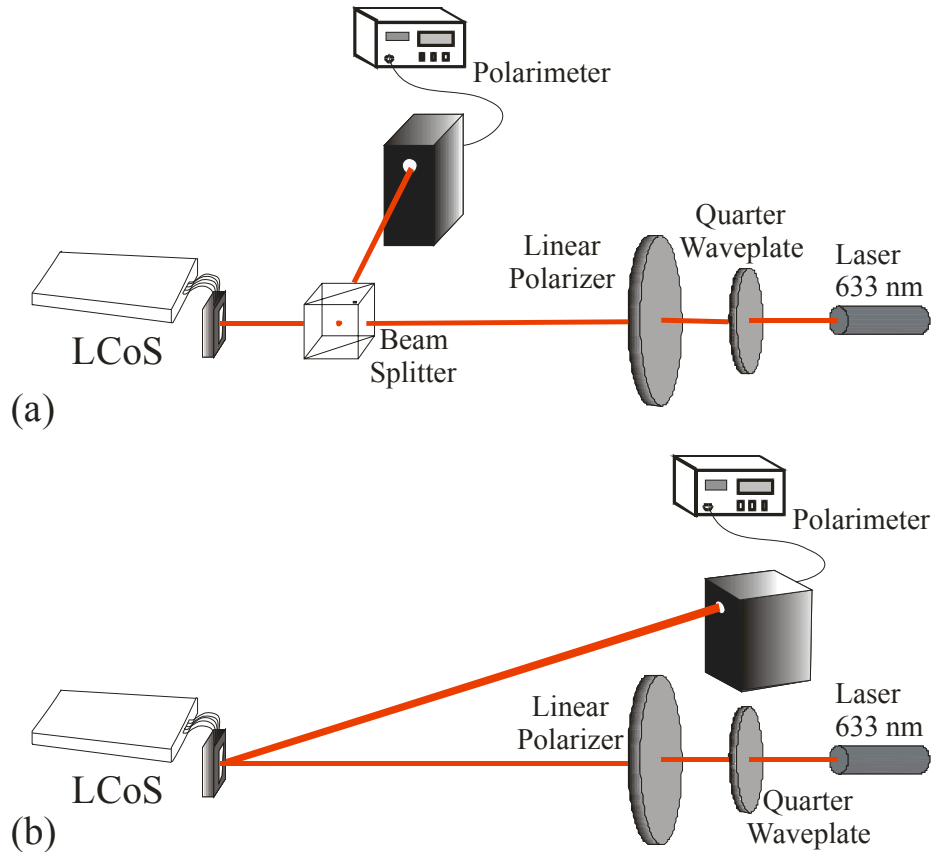 Polarimeter
Quarter
Waveplate
Linear
Polarizer
Laser
633 nm
LCoS
Beam
Splitter
(a)
Polarimeter
Linear
Polarizer
Laser
633 nm
LCoS
Quarter
Waveplate
(b)